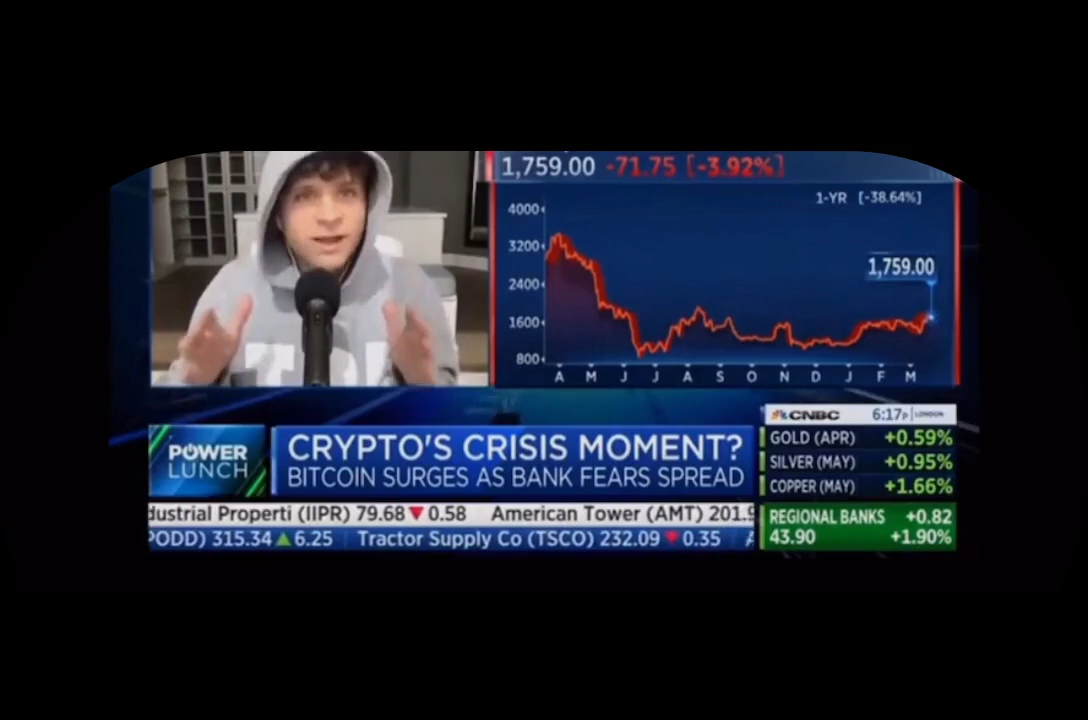 1,759.00 -71.75 [-3.92%]
1-YR [-38.64%]
4000
3200
2400
1600
800
1,759.00
A M J J A S O N D J F M
CNBC 6:17P LONDON
POWER
LUNCH
CRYPTO'S CRISIS MOMENT?
BITCOIN SURGES AS BANK FEARS SPREAD
GOLD (APR) +0.59%
SILVER (MAY) +0.95%
COPPER (MAY) +1.66%
dustrial Properti (IIPR) 79.68▼0.58 American Tower (AMT) 201.9
PODD) 315.34▲6.25 Tractor Supply Co (TSCO) 232.09▼0.35
REGIONAL BANKS +0.82
43.90 +1.90%